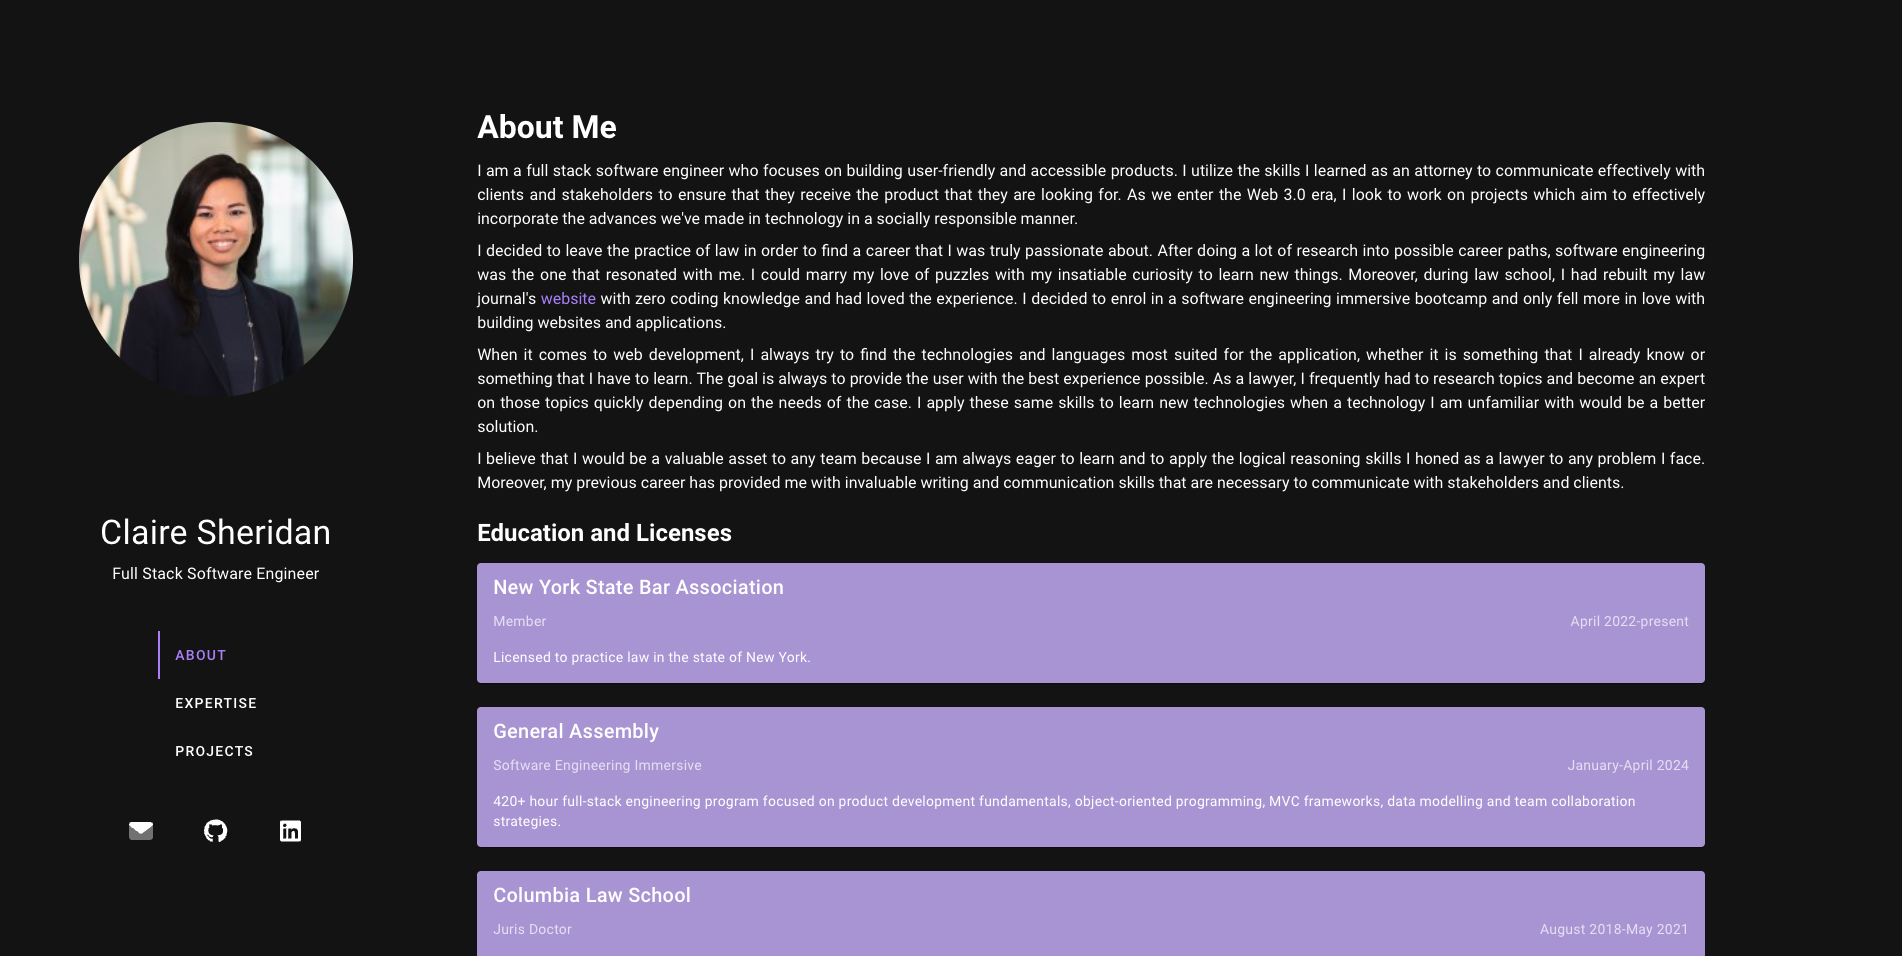 About Me
I am a full stack software engineer who focuses on building user-friendly and accessible products. I utilize the skills I learned as an attorney to communicate effectively with
clients and stakeholders to ensure that they receive the product that they are looking for. As we enter the Web 3.0 era, I look to work on projects which aim to effectively
incorporate the advances we've made in technology in a socially responsible manner.
I decided to leave the practice of law in order to find a career that I was truly passionate about. After doing a lot of research into possible career paths, software engineering
was the one that resonated with me. I could marry my love of puzzles with my insatiable curiosity to learn new things. Moreover, during law school, I had rebuilt my law
journal's website with zero coding knowledge and had loved the experience. I decided to enrol in a software engineering immersive bootcamp and only fell more in love with
building websites and applications.
When it comes to web development, I always try to find the technologies and languages most suited for the application, whether it is something that I already know or
something that I have to learn. The goal is always to provide the user with the best experience possible. As a lawyer, I frequently had to research topics and become an expert
on those topics quickly depending on the needs of the case. I apply these same skills to learn new technologies when a technology I am unfamiliar with would be a better
solution.
I believe that I would be a valuable asset to any team because I am always eager to learn and to apply the logical reasoning skills I honed as a lawyer to any problem I face.
Moreover, my previous career has provided me with invaluable writing and communication skills that are necessary to communicate with stakeholders and clients.
Claire Sheridan
Full Stack Software Engineer
ABOUT
EXPERTISE
PROJECTS
Education and Licenses
New York State Bar Association
Member April 2022-present
Licensed to practice law in the state of New York.
General Assembly
Software Engineering Immersive January-April 2024
420+ hour full-stack engineering program focused on product development fundamentals, object-oriented programming, MVC frameworks, data modelling and team collaboration
strategies.
Columbia Law School
Juris Doctor August 2018-May 2021